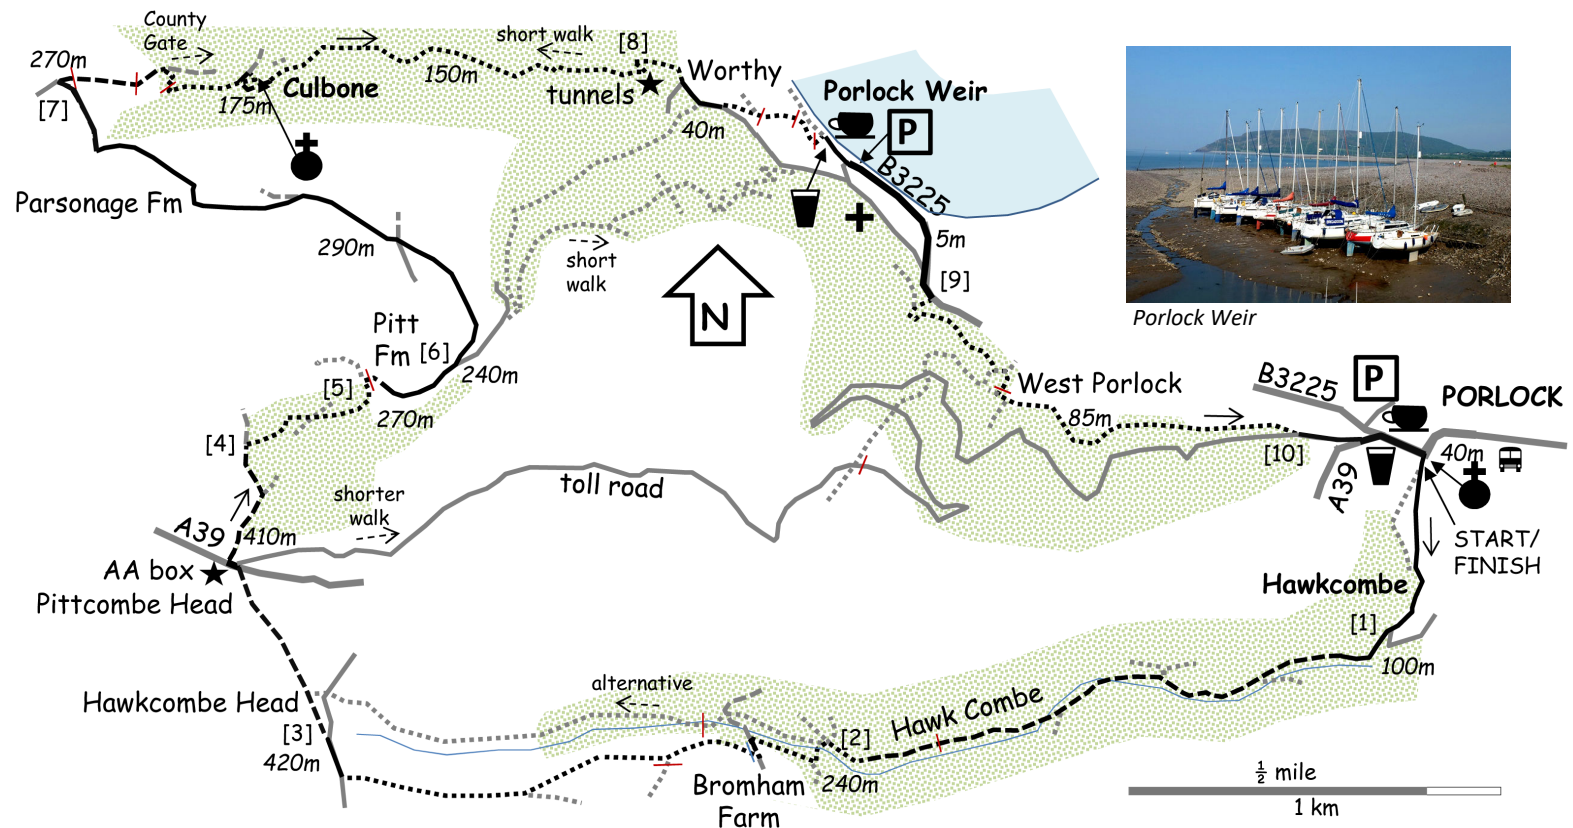 County
Gate
short walk
[8]
270m
[7]
175m
Culbone
150m
tunnels
Worthy
40m
Porlock Weir
P
B3225
Parsonage Fm
290m
5m
[9]
short
walk
N
Porlock Weir
Pitt
Fm [6]
240m
[5]
270m
[4]
West Porlock
85m
B3225
P
PORLOCK
[10]
A39
40m
toll road
shorter
walk
A39
410m
AA box
Pittcombe Head
START/
FINISH
Hawkcombe
[1]
100m
alternative
Hawkcombe Head
[3]
420m
Hawk Combe
[2]
240m
Bromham
Farm
½ mile
1 km